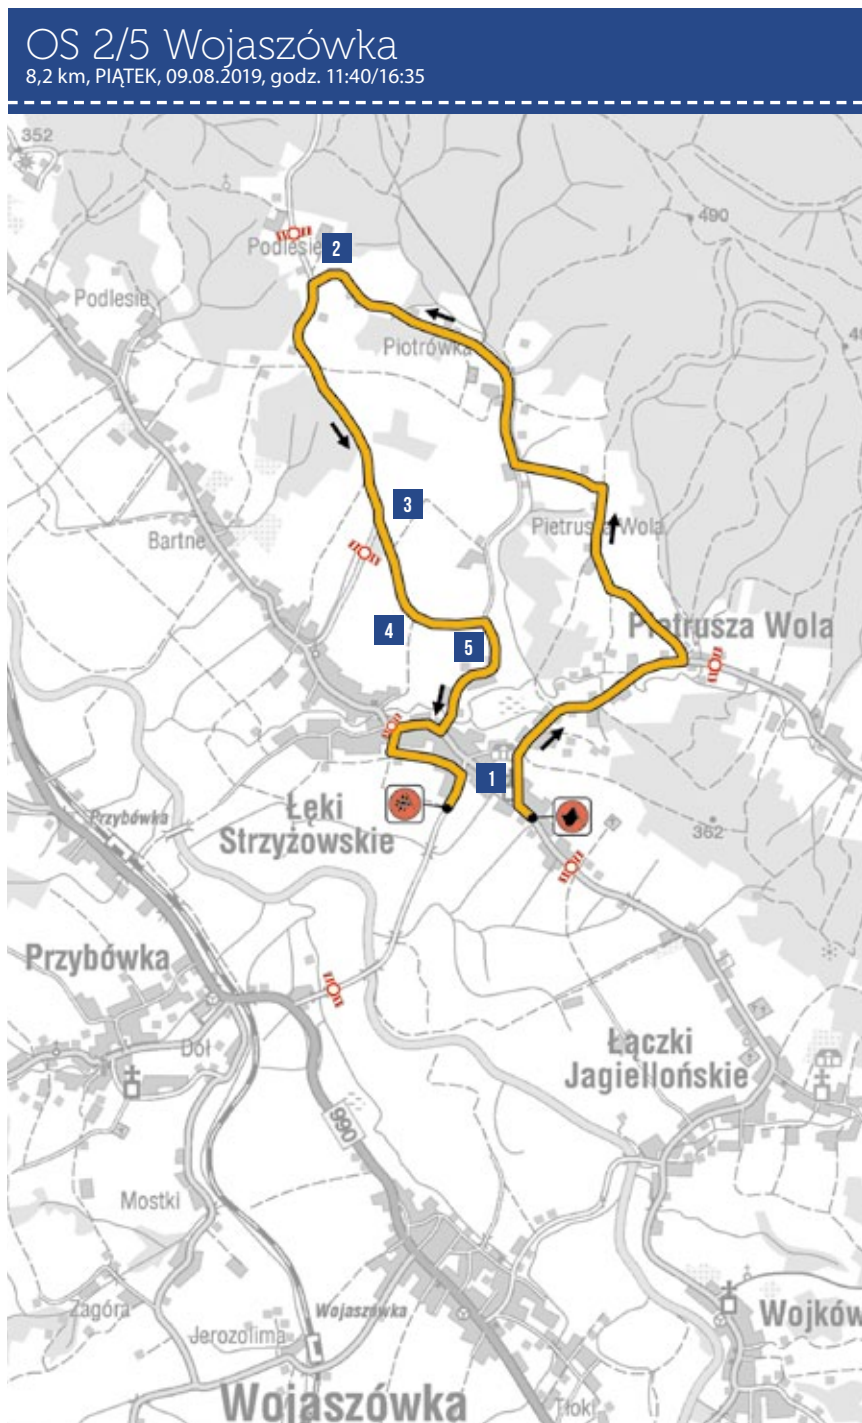 OS 2/5 Wojaszówka
8,2 km, PIĄTEK, 09.08.2019, godz. 11:40/16:35
352
490
Podlesie
2
Podlesie
Piotrówka
3
Pietrusza Wola
Bartne
4
5
Pietrusza Wola
1
Łęki
Strzyżowskie
Przybówka
362
Przybówka
Dół
Łączki
Jagiellońskie
990
Mostki
Zagóra
Wojaszówka
Jerozolima
Wojków
Wojaszówka
Tłoki